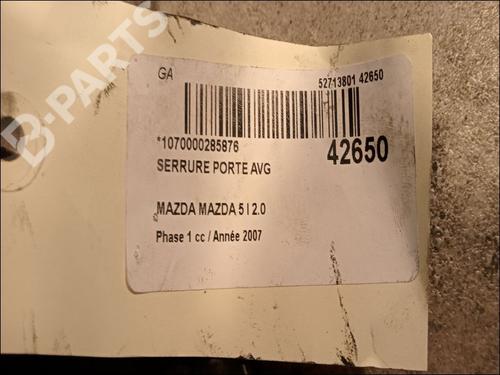 B-PARTS
GA
52713801 42650
*1070000285876
42650
SERRURE PORTE AVG
MAZDA MAZDA 5 I 2.0
Phase 1 cc / Année 2007